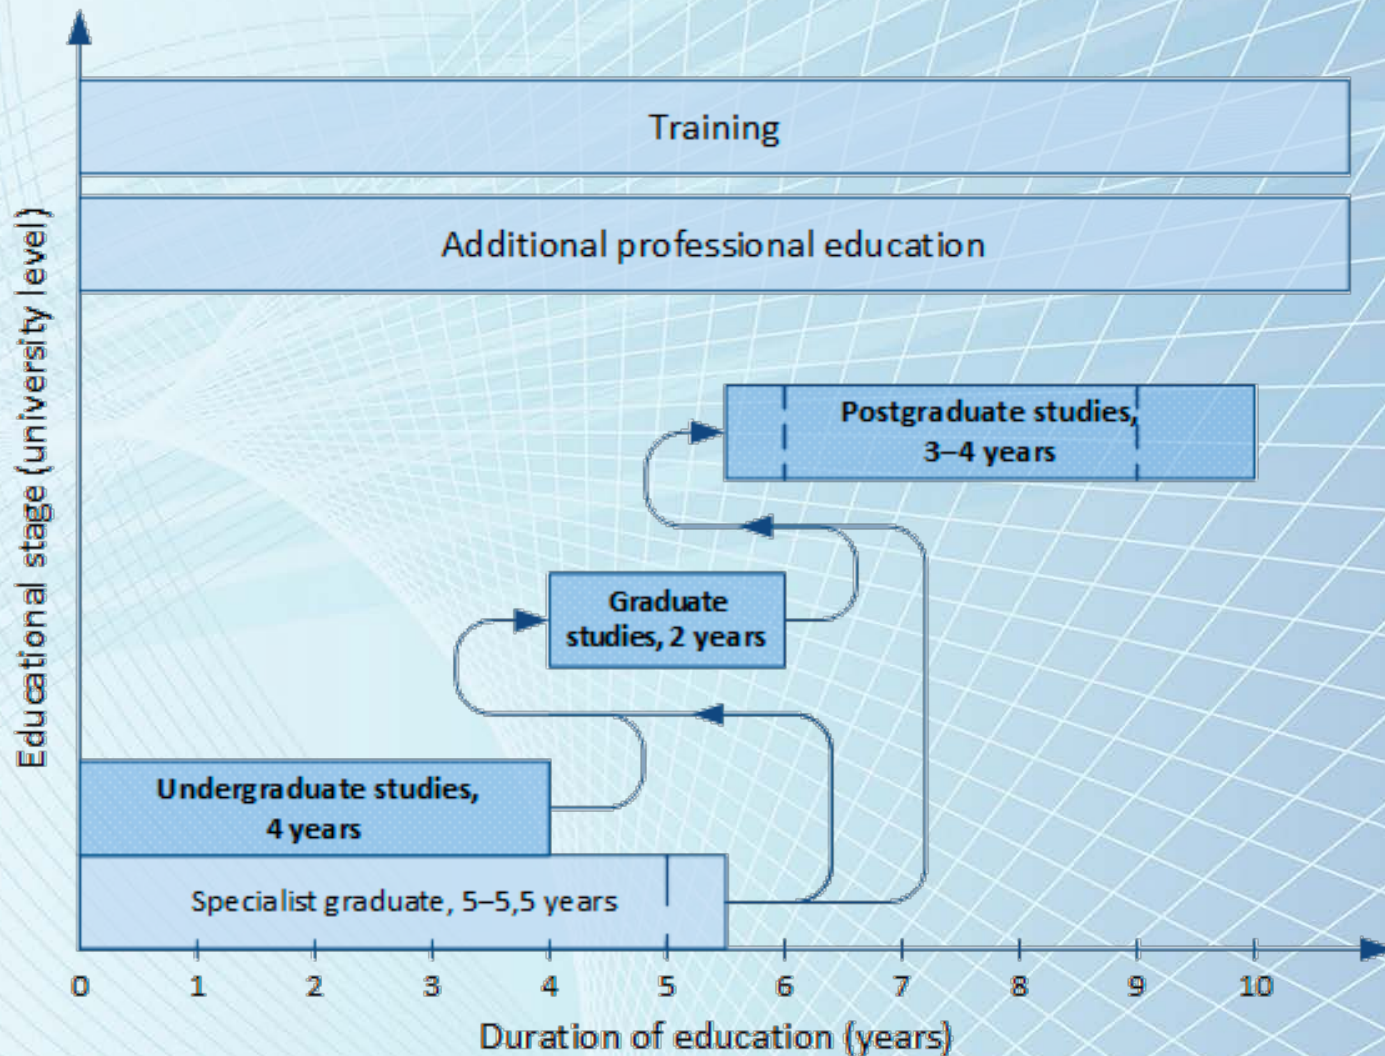 Educational stage (university level)
Training
Additional professional education
Postgraduate studies,
3–4 years
Graduate
studies, 2 years
Undergraduate studies,
4 years
Specialist graduate, 5–5,5 years
0 1 2 3 4 5 6 7 8 9 10
Duration of education (years)